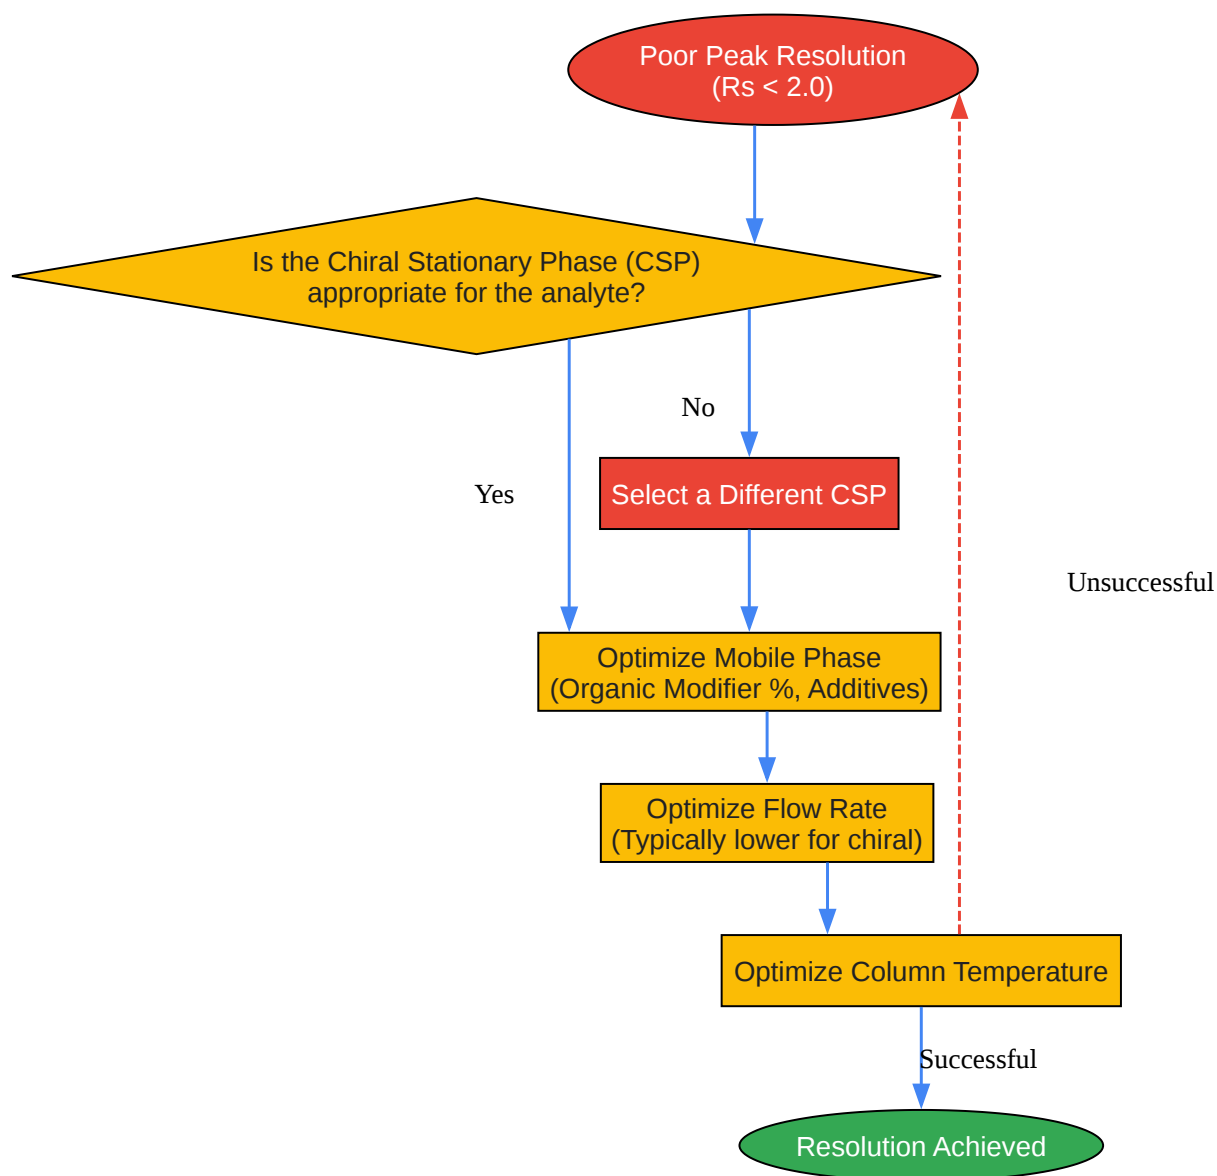 Poor Peak Resolution
(Rs < 2.0)
Is the Chiral Stationary Phase (CSP)
appropriate for the analyte?
No
Yes
Select a Different CSP
Unsuccessful
Optimize Mobile Phase
(Organic Modifier %, Additives)
Optimize Flow Rate
(Typically lower for chiral)
Optimize Column Temperature
Successful
Resolution Achieved